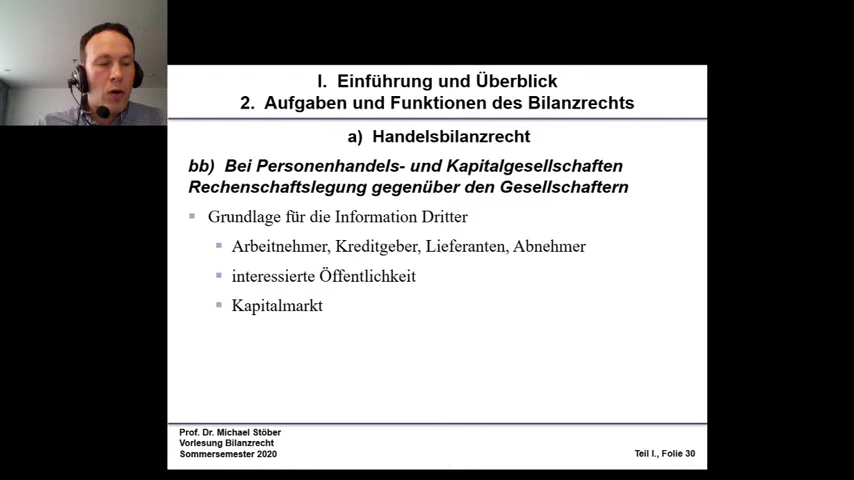 I. Einführung und Überblick
2. Aufgaben und Funktionen des Bilanzrechts
a) Handelsbilanzrecht
bb) Bei Personenhandels- und Kapitalgesellschaften
Rechenschaftslegung gegenüber den Gesellschaftern
Grundlage für die Information Dritter
Arbeitnehmer, Kreditgeber, Lieferanten, Abnehmer
interessierte Öffentlichkeit
Kapitalmarkt
Prof. Dr. Michael Stöber
Vorlesung Bilanzrecht
Sommersemester 2020
Teil I., Folie 30